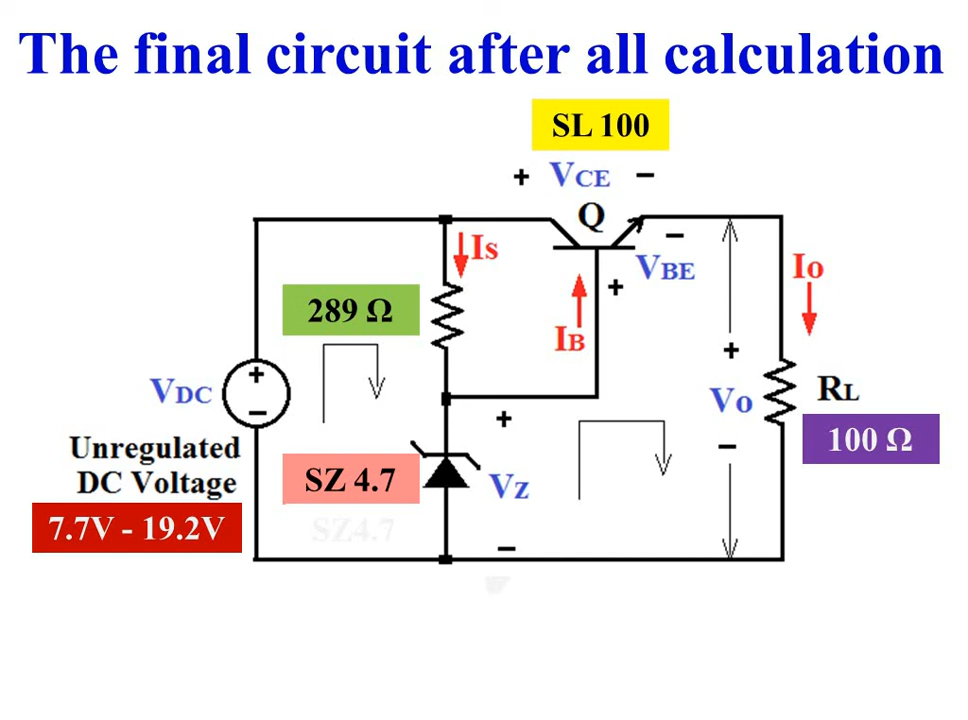 The final circuit after all calculation
SL 100
+ VCE −
Q
IS
−
VBE
+
IO
289 Ω
IB
+
VDC
+
−
+
VO
−
RL
100 Ω
Unregulated
DC Voltage
7.7V - 19.2V
SZ 4.7
VZ
SZ4.7
−